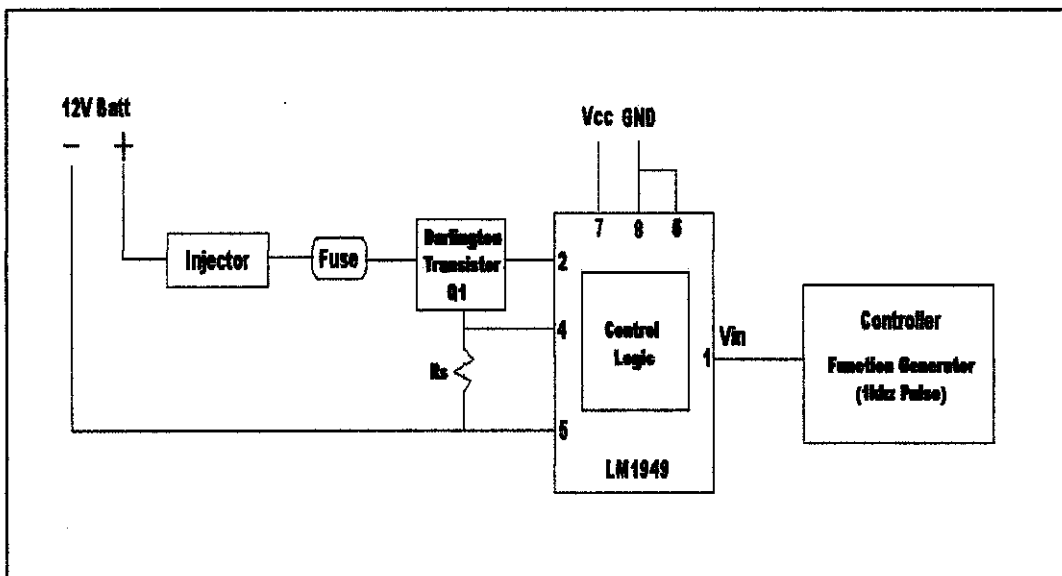 12V Batt
- +
Vcc GND
7 8 6
Injector
Fuse
Darlington
Transistor
Q1
2
4
5
1
Control
Logic
LM1949
Vin
Controller
Function Generator
(1khz Pulse)
Rs